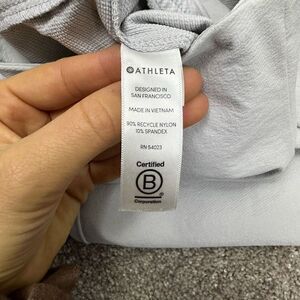 ATHLETA
DESIGNED IN
SAN FRANCISCO
MADE IN VIETNAM
90% RECYCLE NYLON
10% SPANDEX
RN 54023
Certified
B
Corporation